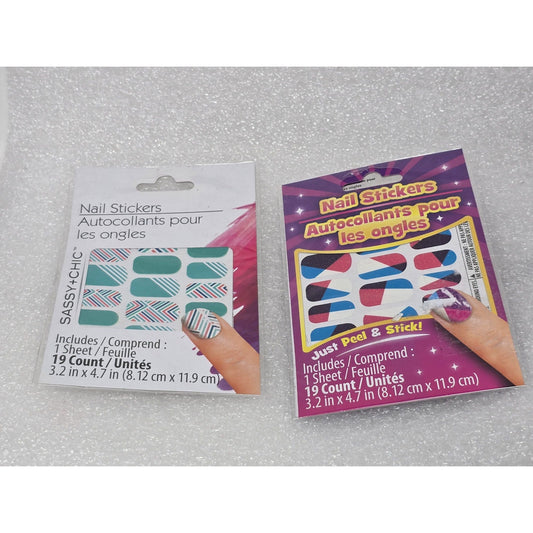 Nail Stickers
Autocollants pour
les ongles
SASSY+CHIC™
Includes / Comprend :
1 Sheet / Feuille
19 Count / Unités
3.2 in x 4.7 in (8.12 cm x 11.9 cm)
Nail Stickers
Autocollants pour
les ongles
Just Peel & Stick!
Includes / Comprend :
1 Sheet / Feuille
19 Count / Unités
3.2 in x 4.7 in (8.12 cm x 11.9 cm)